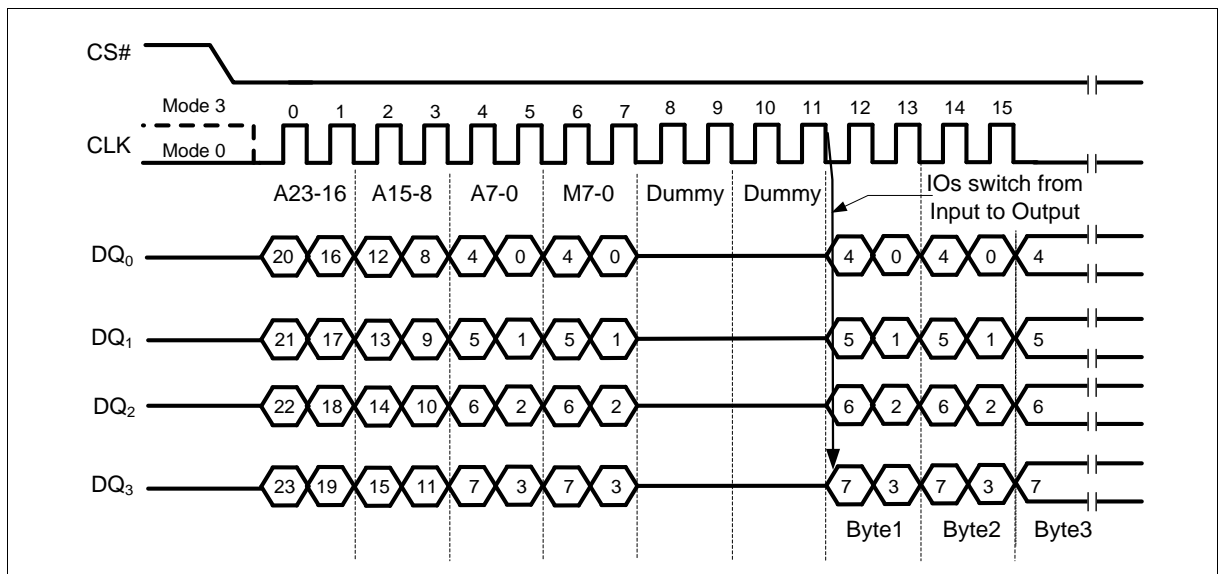 CS#
Mode 3
0 1 2 3 4 5 6 7 8 9 10 11 12 13 14 15
CLK
Mode 0
A23-16 A15-8 A7-0 M7-0 Dummy Dummy
IOs switch from
Input to Output
DQ0 20 16 12 8 4 0 4 0 4 0 4 0 4
DQ1 21 17 13 9 5 1 5 1 5 1 5 1 5
DQ2 22 18 14 10 6 2 6 2 6 2 6 2 6
DQ3 23 19 15 11 7 3 7 3 7 3 7 3 7
Byte1 Byte2 Byte3